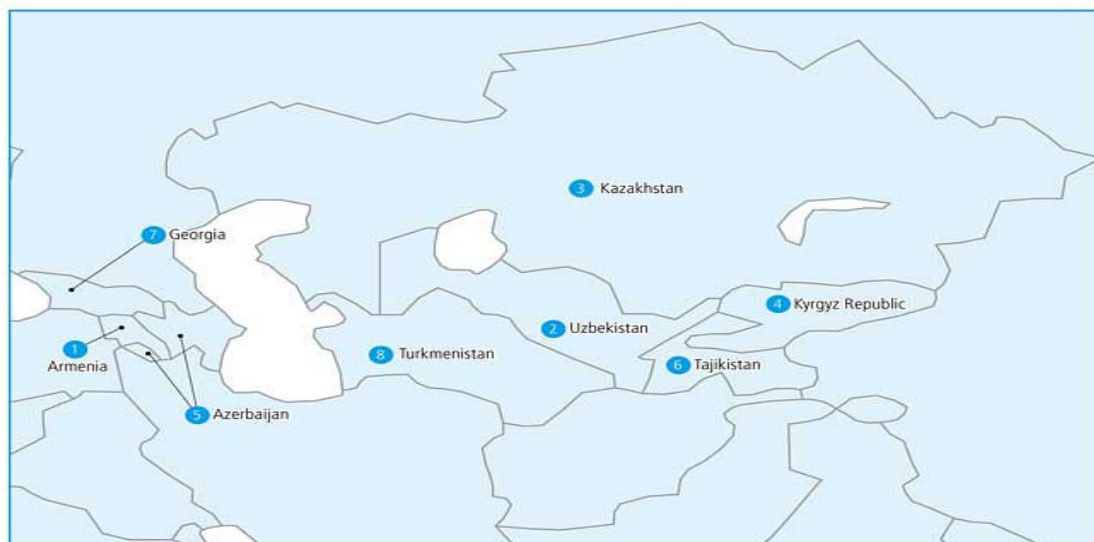 3 Kazakhstan
7 Georgia
4 Kyrgyz Republic
2 Uzbekistan
1
Armenia
8 Turkmenistan
6 Tajikistan
5 Azerbaijan